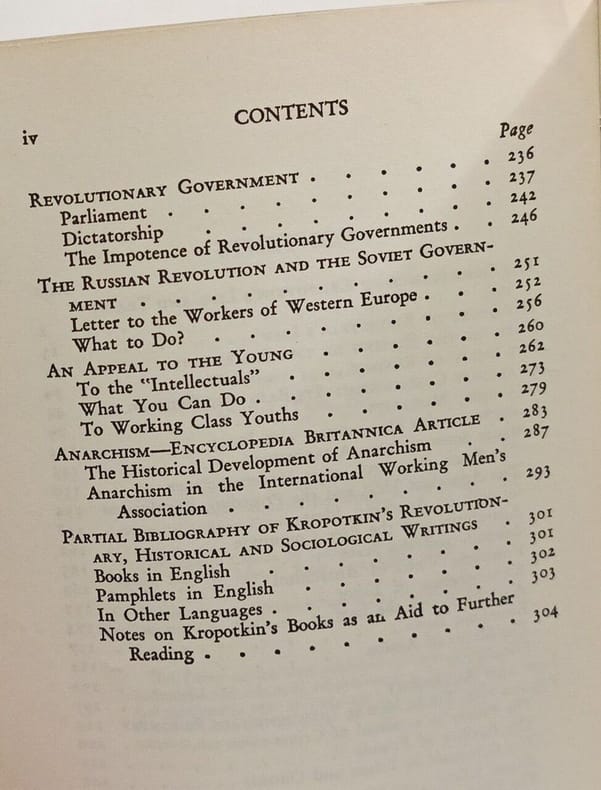 iv CONTENTS
Page
REVOLUTIONARY GOVERNMENT . . . . . . 236
Parliament . . . . . . . . . 237
Dictatorship . . . . . . . . 242
The Impotence of Revolutionary Governments . . 246
THE RUSSIAN REVOLUTION AND THE SOVIET GOVERN-
MENT . . . . . . . . . . 251
Letter to the Workers of Western Europe . . . 252
What to Do? . . . . . . . . 256
AN APPEAL TO THE YOUNG . . . . . 260
To the "Intellectuals" . . . . . . 262
What You Can Do . . . . . . . 273
To Working Class Youths . . . . . 279
ANARCHISM—ENCYCLOPEDIA BRITANNICA ARTICLE . 283
The Historical Development of Anarchism . . 287
Anarchism in the International Working Men's
Association . . . . . . . . 293
PARTIAL BIBLIOGRAPHY OF KROPOTKIN'S REVOLUTION-
ARY, HISTORICAL AND SOCIOLOGICAL WRITINGS . 301
Books in English . . . . . . . 301
Pamphlets in English . . . . . . 302
In Other Languages . . . . . . . 303
Notes on Kropotkin's Books as an Aid to Further
Reading . . . . . . . . . 304